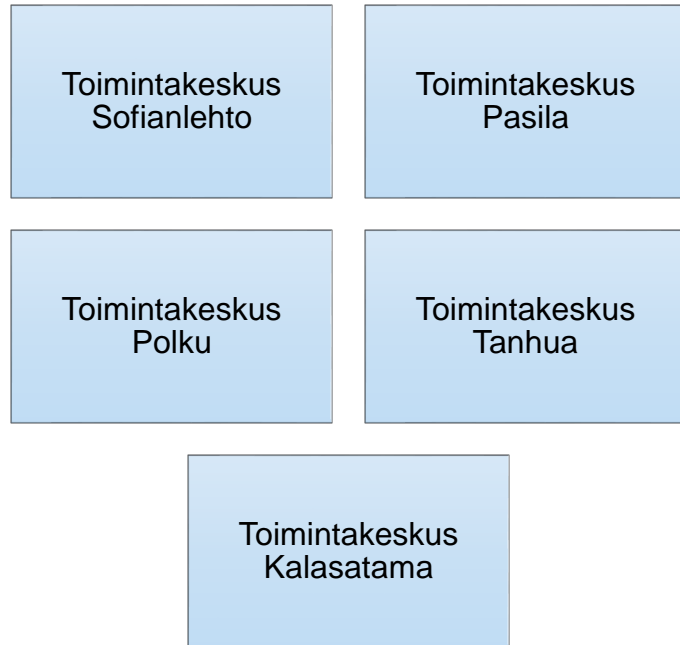 Toimintakeskus
Sofianlehto
Toimintakeskus
Pasila
Toimintakeskus
Polku
Toimintakeskus
Tanhua
Toimintakeskus
Kalasatama